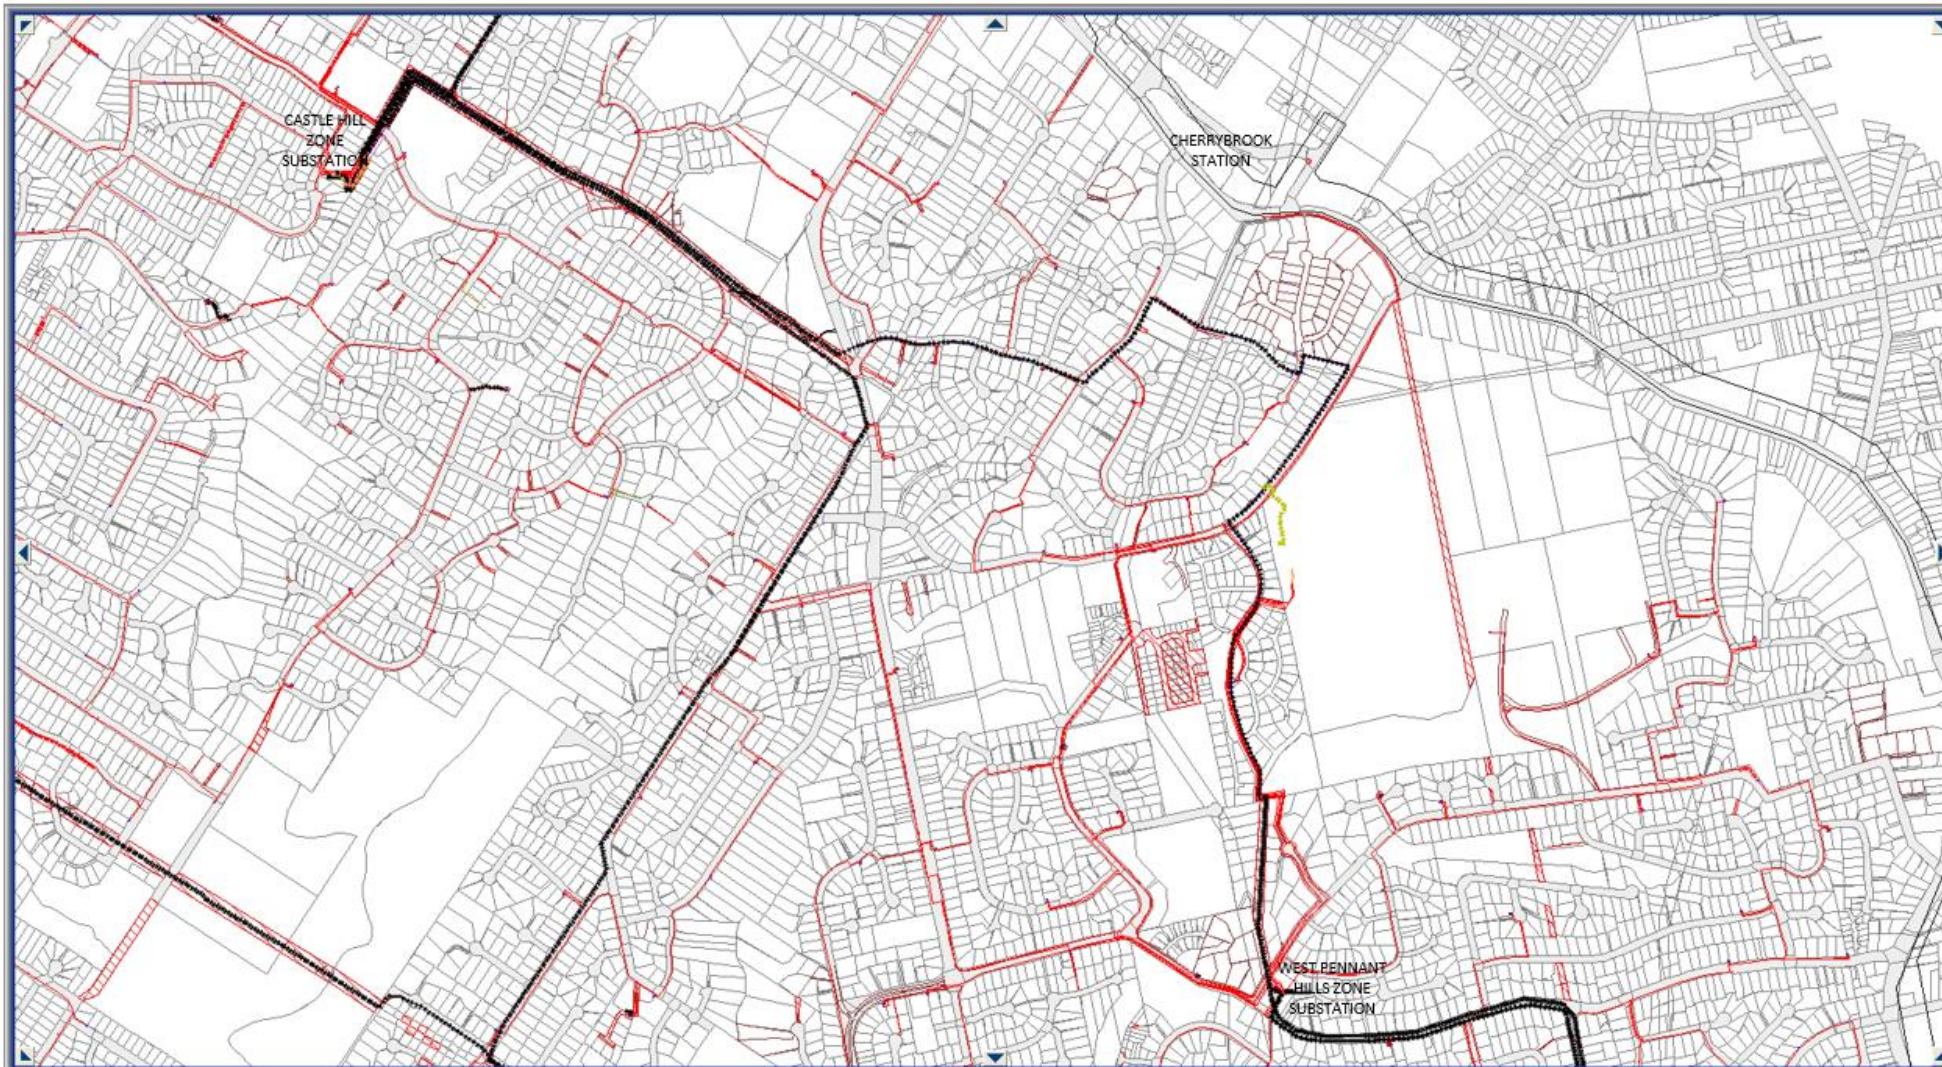 CASTLE HILL
ZONE
SUBSTATION
CHERRYBROOK
STATION
WEST PENNANT
HILLS ZONE
SUBSTATION